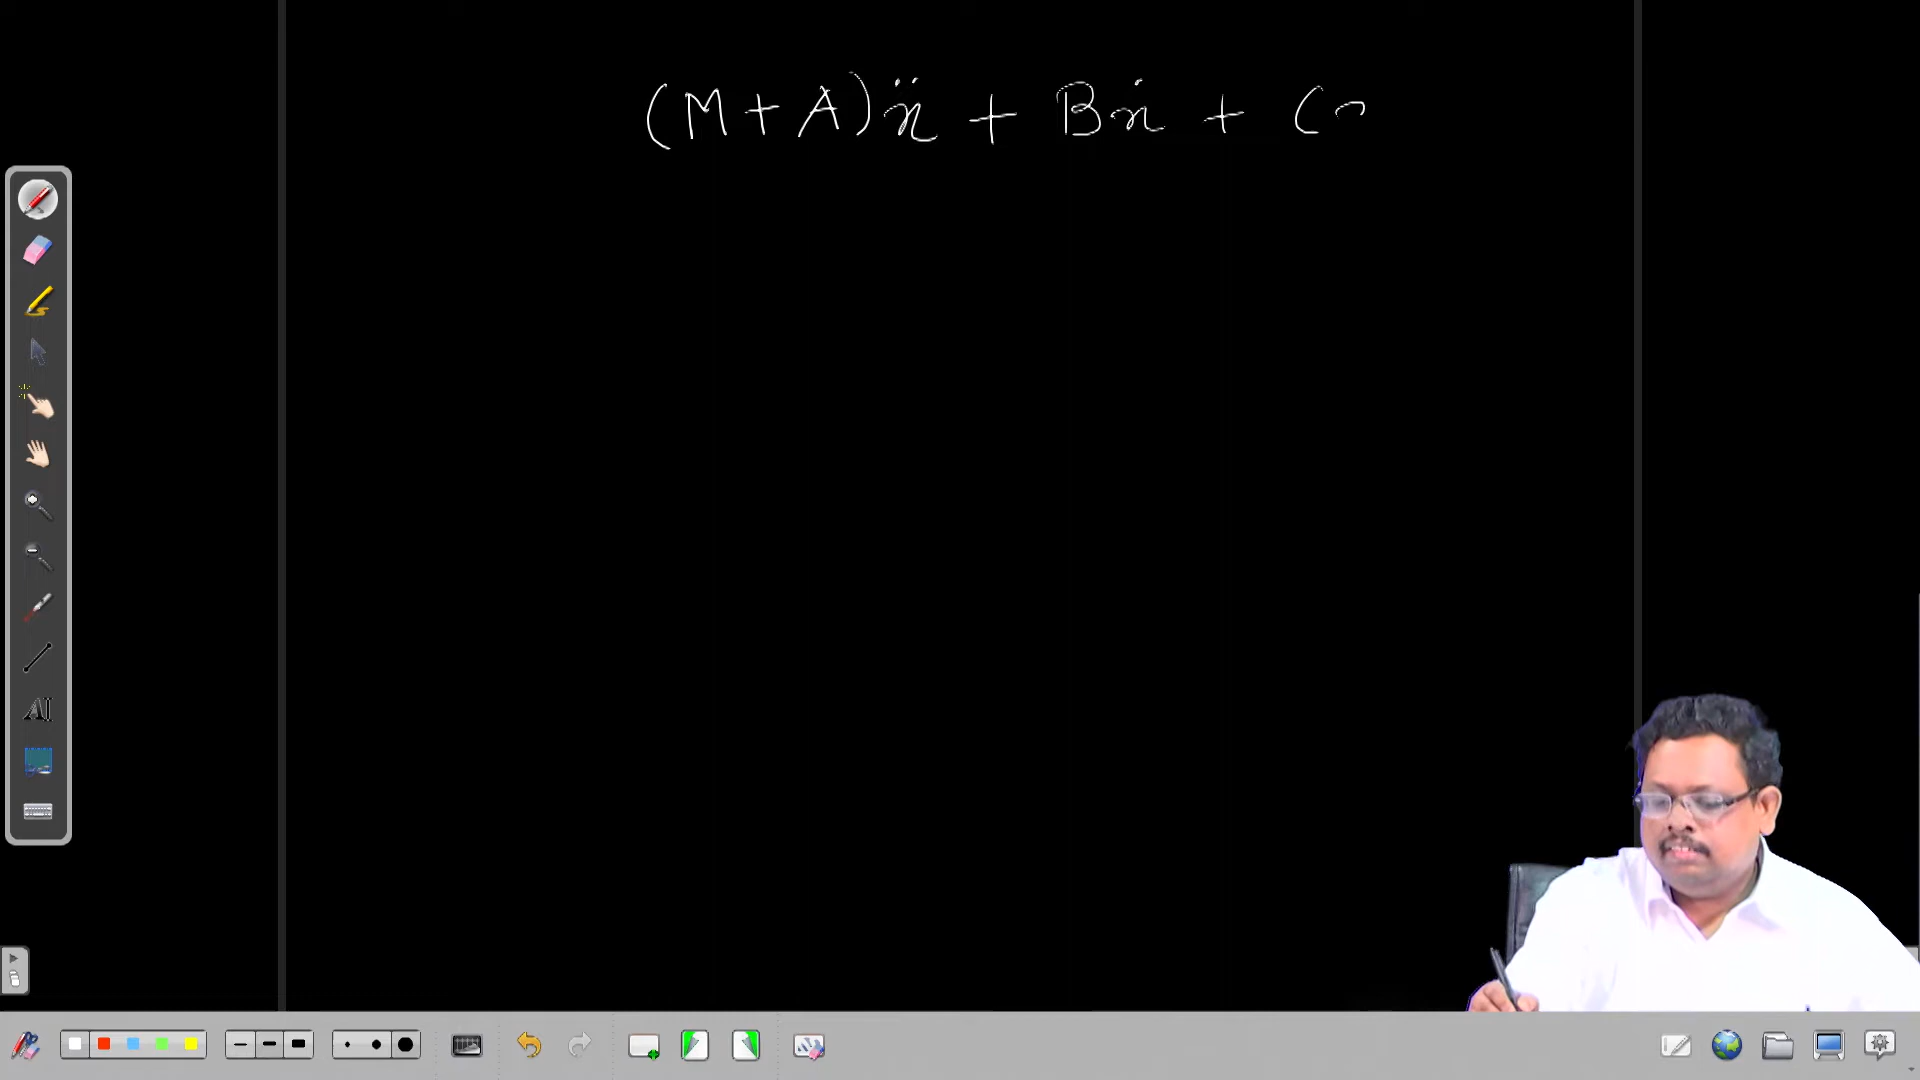 (M+A)ẍ + Bẋ + C